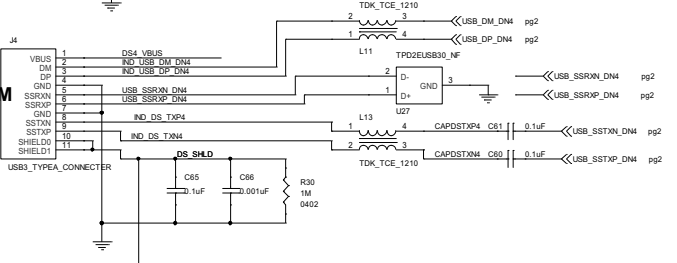 TDK_TCE_1210
2 3 USB_DM_DN4 pg2
J4
1 4 USB_DP_DN4 pg2
VBUS 1 DS4_VBUS
L11
TPD2EUSB30_NF
DM 2 IND_USB_DM_DN4
DP 3 IND_USB_DP_DN4
GND 4
2 D- GND 3 USB_SSRXN_DN4 pg2
SSRXN 5 USB_SSRXN_DN4
1 D+ USB_SSRXP_DN4 pg2
M
SSRXP 6 USB_SSRXP_DN4
GND 7
U27
SSTXN 8 IND_DS_TXP4
L13
SSTXP 9
1 4 CAPDSTXP4 C61 0.1uF USB_SSTXN_DN4 pg2
SHIELD0 10 IND_DS_TXN4
SHIELD1 11
2 3 CAPDSTXN4 C60 0.1uF USB_SSTXP_DN4 pg2
DS_SHLD
USB3_TYPEA_CONNECTER
TDK_TCE_1210
C65 C66 R30
0.1uF 0.001uF 1M
0402